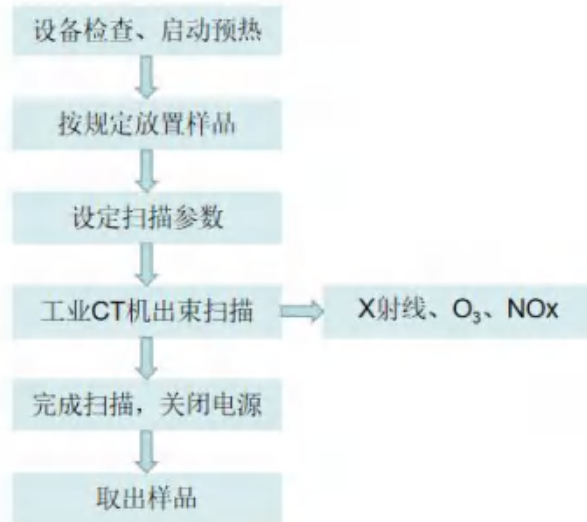 设备检查、启动预热
按规定放置样品
设定扫描参数
工业CT机出束扫描
X射线、O₃、NOx
完成扫描，关闭电源
取出样品